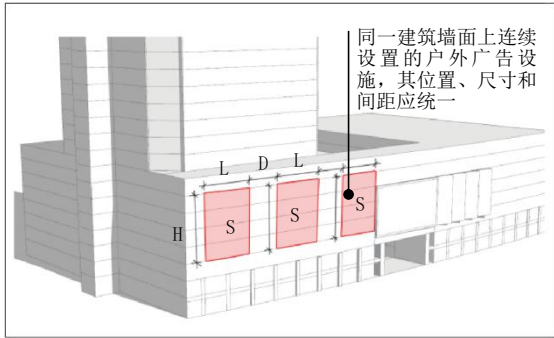 同一建筑墙面上连续
设置的户外广告设
施，其位置、尺寸和
间距应统一
L D L
H S S S